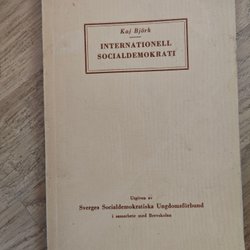 Kaj Björk
INTERNATIONELL
SOCIALDEMOKRATI
Utgiven av
Sveriges Socialdemokratiska Ungdomsförbund
i samarbete med Brevskolan